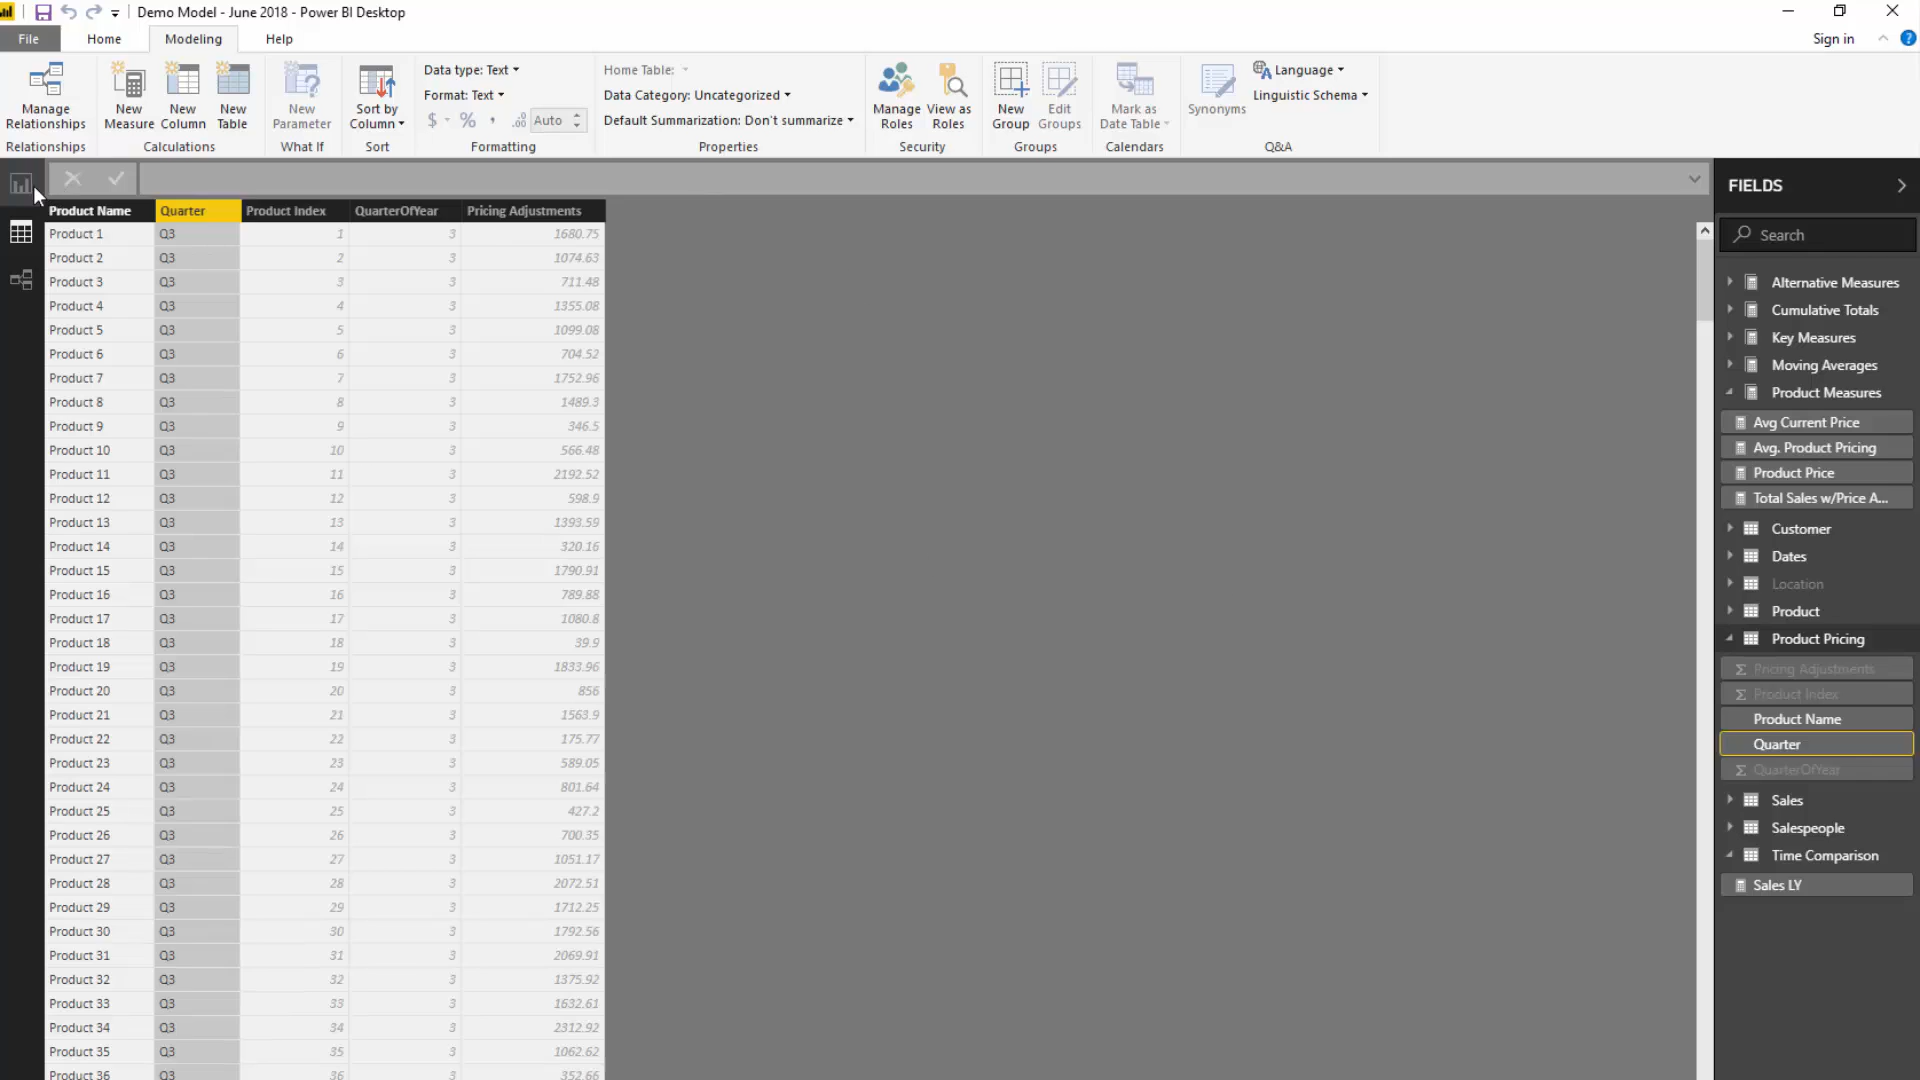 Demo Model - June 2018 - Power BI Desktop
File Home Modeling Help Sign in
Manage Relationships
New Measure
New Column
New Table
New Parameter
Sort by Column
Data type: Text
Format: Text
$ % , .00 Auto
Home Table:
Data Category: Uncategorized
Default Summarization: Don't summarize
Manage Roles
View as Roles
New Group
Edit Groups
Mark as Date Table
Synonyms
Language
Linguistic Schema
Relationships Calculations What If Sort Formatting Properties Security Groups Calendars Q&A
Product Name Quarter Product Index QuarterOfYear Pricing Adjustments
Product 1 Q3 1 3 1680.75
Product 2 Q3 2 3 1074.63
Product 3 Q3 3 3 711.48
Product 4 Q3 4 3 1355.08
Product 5 Q3 5 3 1099.08
Product 6 Q3 6 3 704.52
Product 7 Q3 7 3 1752.96
Product 8 Q3 8 3 1489.3
Product 9 Q3 9 3 346.5
Product 10 Q3 10 3 566.48
Product 11 Q3 11 3 2192.52
Product 12 Q3 12 3 598.9
Product 13 Q3 13 3 1393.59
Product 14 Q3 14 3 320.16
Product 15 Q3 15 3 1790.91
Product 16 Q3 16 3 789.88
Product 17 Q3 17 3 1080.8
Product 18 Q3 18 3 39.9
Product 19 Q3 19 3 1833.96
Product 20 Q3 20 3 856
Product 21 Q3 21 3 1563.9
Product 22 Q3 22 3 175.77
Product 23 Q3 23 3 589.05
Product 24 Q3 24 3 801.64
Product 25 Q3 25 3 427.2
Product 26 Q3 26 3 700.35
Product 27 Q3 27 3 1051.17
Product 28 Q3 28 3 2072.51
Product 29 Q3 29 3 1712.25
Product 30 Q3 30 3 1792.56
Product 31 Q3 31 3 2069.91
Product 32 Q3 32 3 1375.92
Product 33 Q3 33 3 1632.61
Product 34 Q3 34 3 2312.92
Product 35 Q3 35 3 1062.62
Product 36 Q3 36 3 352.66
FIELDS
Search
Alternative Measures
Cumulative Totals
Key Measures
Moving Averages
Product Measures
Avg Current Price
Avg. Product Pricing
Product Price
Total Sales w/Price A...
Customer
Dates
Location
Product
Product Pricing
Pricing Adjustments
Product Index
Product Name
Quarter
QuarterOfYear
Sales
Salespeople
Time Comparison
Sales LY